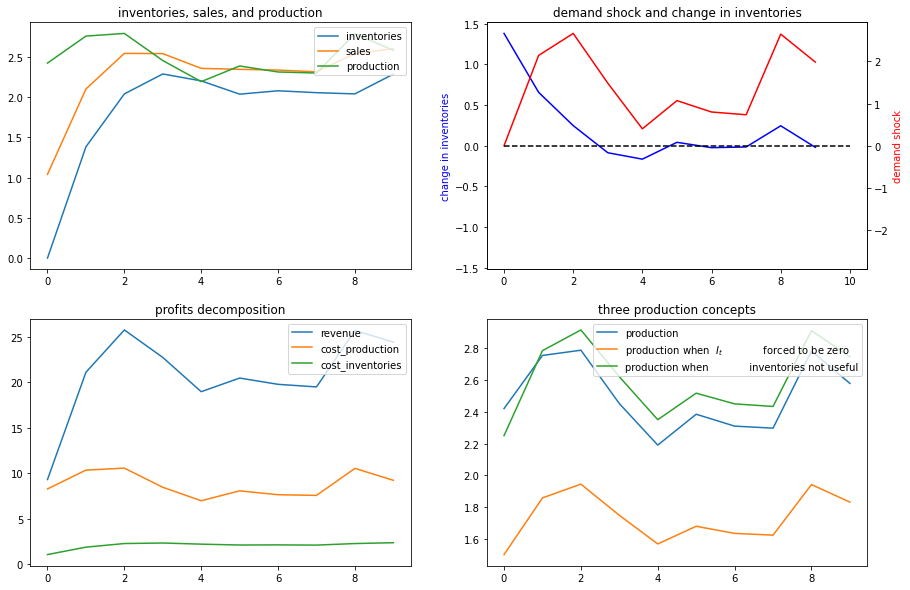 inventories, sales, and production
2.5
2.0
1.5
1.0
0.5
0.0
0 2 4 6 8
inventories
sales
production
demand shock and change in inventories
change in inventories
1.5
1.0
0.5
0.0
−0.5
−1.0
−1.5
0 2 4 6 8 10
2
1
0
−1
−2
demand shock
profits decomposition
25
20
15
10
5
0
0 2 4 6 8
revenue
cost_production
cost_inventories
three production concepts
2.8
2.6
2.4
2.2
2.0
1.8
1.6
0 2 4 6 8
production
production when I_t forced to be zero
production when inventories not useful